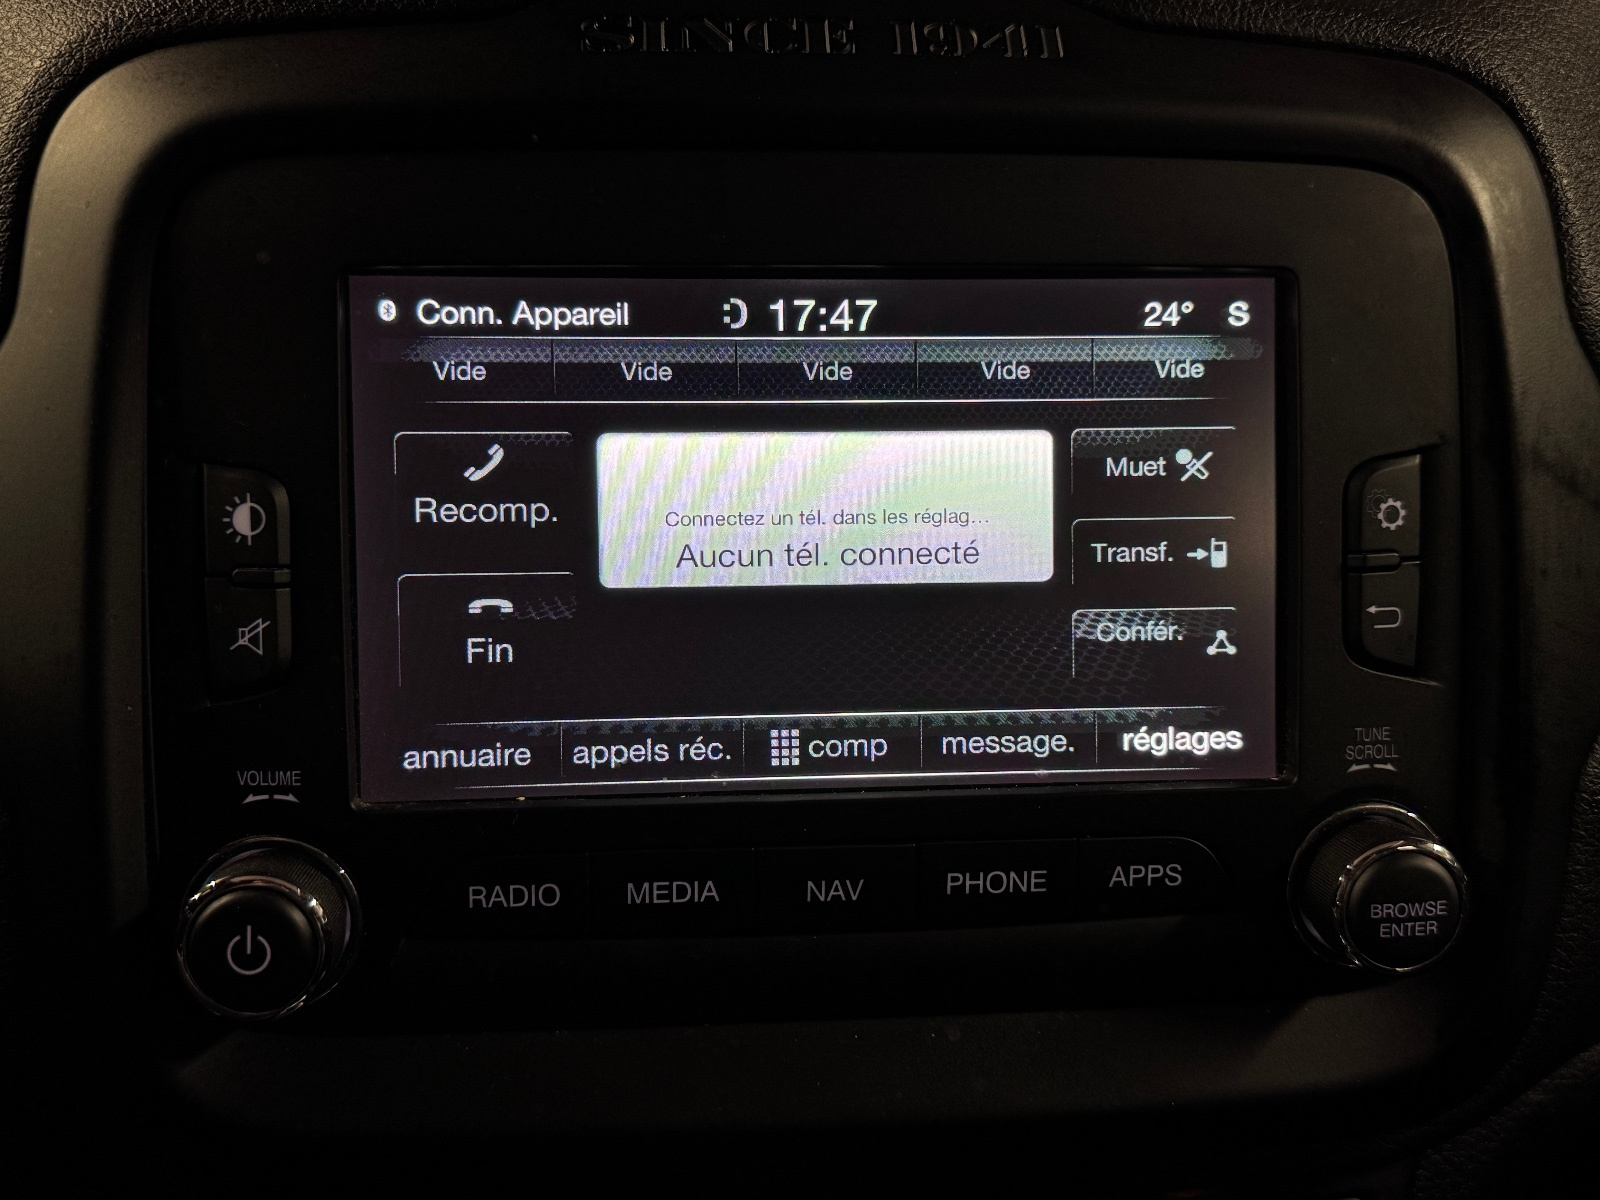 SINCE 1941
Conn. Appareil 17:47 24° S
Vide Vide Vide Vide Vide
Recomp.
Connectez un tél. dans les réglag...
Aucun tél. connecté
Muet
Transf.
Confér.
Fin
annuaire appels réc. comp message. réglages
VOLUME
TUNE
SCROLL
RADIO MEDIA NAV PHONE APPS
BROWSE
ENTER